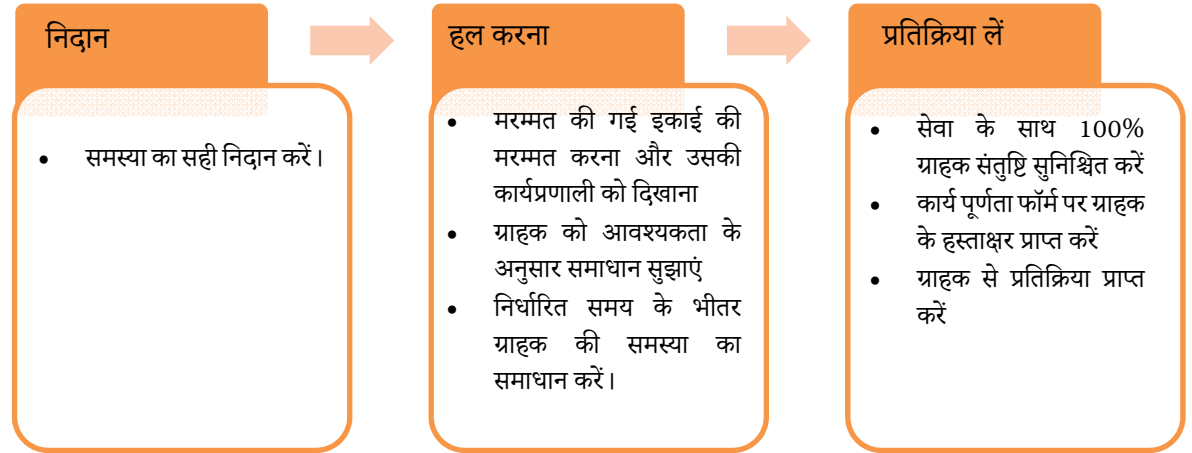 निदान
• समस्या का सही निदान करें।
हल करना
• मरम्मत की गई इकाई की
मरम्मत करना और उसकी
कार्यप्रणाली को दिखाना
• ग्राहक को आवश्यकता के
अनुसार समाधान सुझाएं
• निर्धारित समय के भीतर
ग्राहक की समस्या का
समाधान करें।
प्रतिक्रिया लें
• सेवा के साथ 100%
ग्राहक संतुष्टि सुनिश्चित करें
• कार्य पूर्णता फॉर्म पर ग्राहक
के हस्ताक्षर प्राप्त करें
• ग्राहक से प्रतिक्रिया प्राप्त
करें